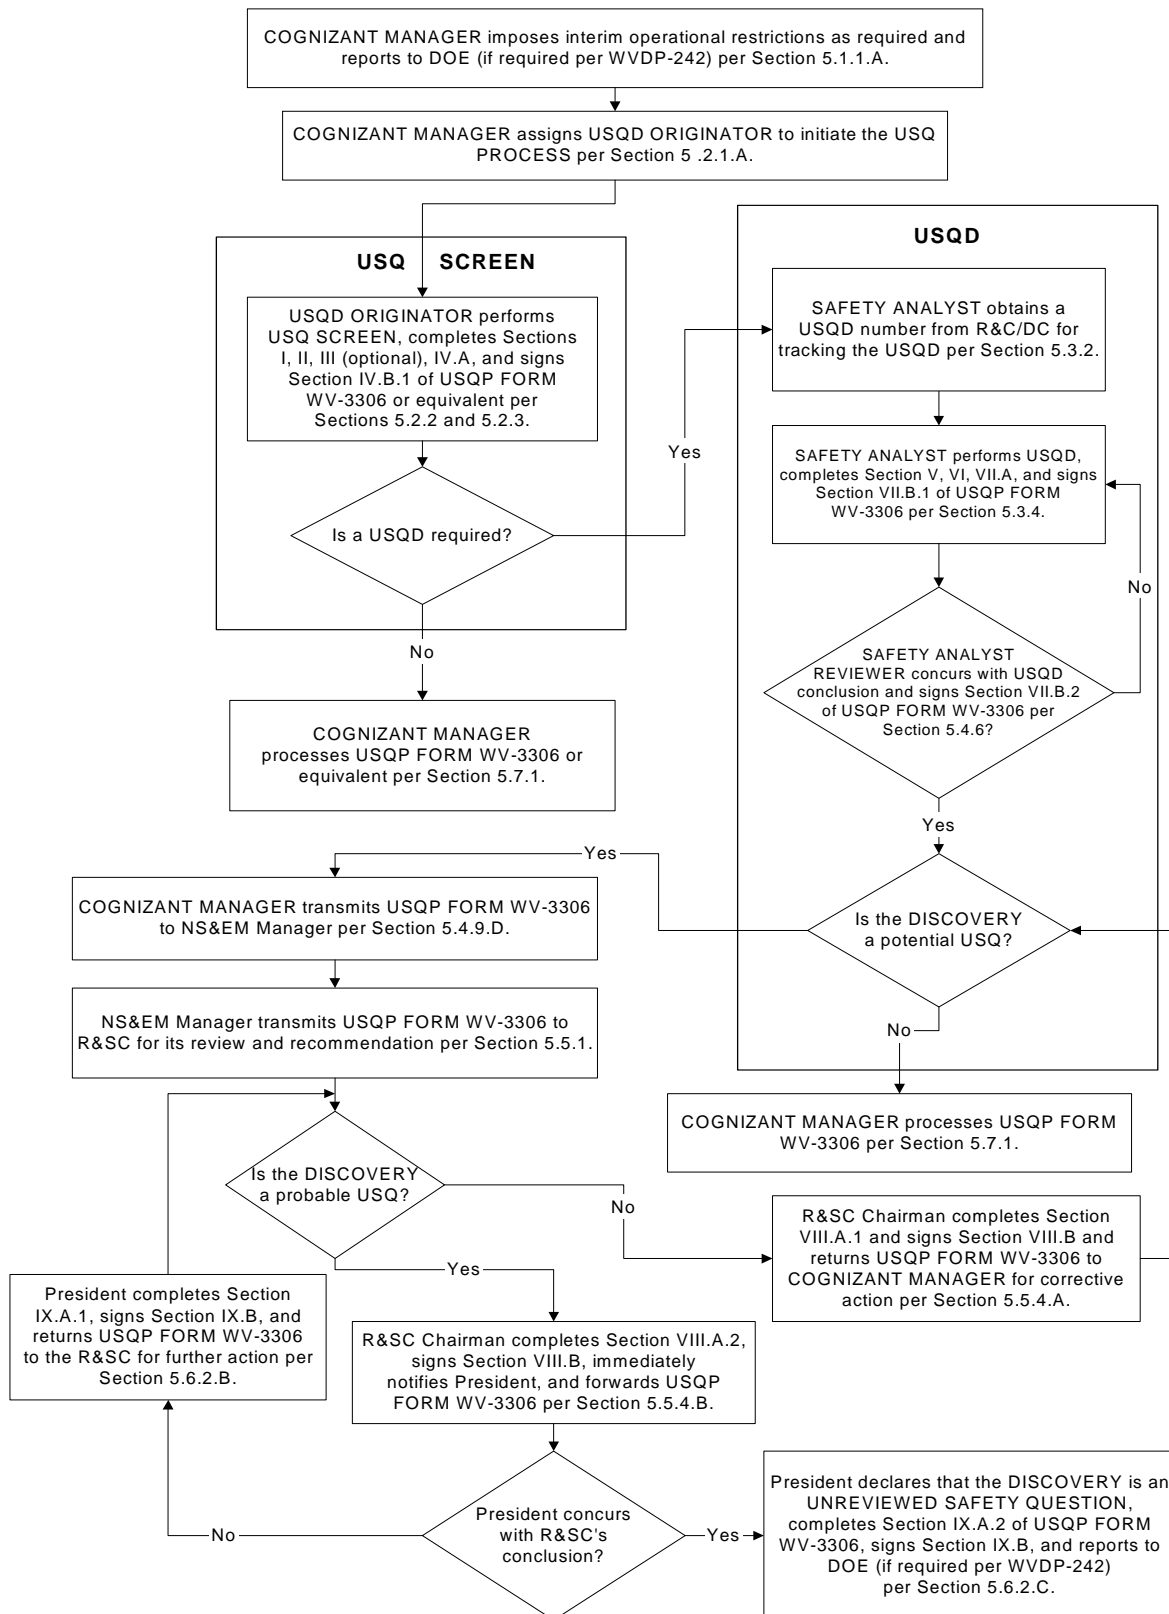 COGNIZANT MANAGER imposes interim operational restrictions as required and
reports to DOE (if required per WVDP-242) per Section 5.1.1.A.
COGNIZANT MANAGER assigns USQD ORIGINATOR to initiate the USQ
PROCESS per Section 5 .2.1.A.
USQ SCREEN
USQD ORIGINATOR performs
USQ SCREEN, completes Sections
I, II, III (optional), IV.A, and signs
Section IV.B.1 of USQP FORM
WV-3306 or equivalent per
Sections 5.2.2 and 5.2.3.
Is a USQD required?
Yes
No
COGNIZANT MANAGER
processes USQP FORM WV-3306 or
equivalent per Section 5.7.1.
USQD
SAFETY ANALYST obtains a
USQD number from R&C/DC for
tracking the USQD per Section 5.3.2.
SAFETY ANALYST performs USQD,
completes Section V, VI, VII.A, and signs
Section VII.B.1 of USQP FORM
WV-3306 per Section 5.3.4.
No
SAFETY ANALYST
REVIEWER concurs with USQD
conclusion and signs Section VII.B.2
of USQP FORM WV-3306 per
Section 5.4.6?
Yes
Is the DISCOVERY
a potential USQ?
Yes
No
COGNIZANT MANAGER processes USQP FORM
WV-3306 per Section 5.7.1.
COGNIZANT MANAGER transmits USQP FORM WV-3306
to NS&EM Manager per Section 5.4.9.D.
NS&EM Manager transmits USQP FORM WV-3306 to
R&SC for its review and recommendation per Section 5.5.1.
Is the DISCOVERY
a probable USQ?
No
R&SC Chairman completes Section
VIII.A.1 and signs Section VIII.B and
returns USQP FORM WV-3306 to
COGNIZANT MANAGER for corrective
action per Section 5.5.4.A.
Yes
R&SC Chairman completes Section VIII.A.2,
signs Section VIII.B, immediately
notifies President, and forwards USQP
FORM WV-3306 per Section 5.5.4.B.
President completes Section
IX.A.1, signs Section IX.B, and
returns USQP FORM WV-3306
to the R&SC for further action per
Section 5.6.2.B.
President concurs
with R&SC's
conclusion?
No
Yes
President declares that the DISCOVERY is an
UNREVIEWED SAFETY QUESTION,
completes Section IX.A.2 of USQP FORM
WV-3306, signs Section IX.B, and reports to
DOE (if required per WVDP-242)
per Section 5.6.2.C.